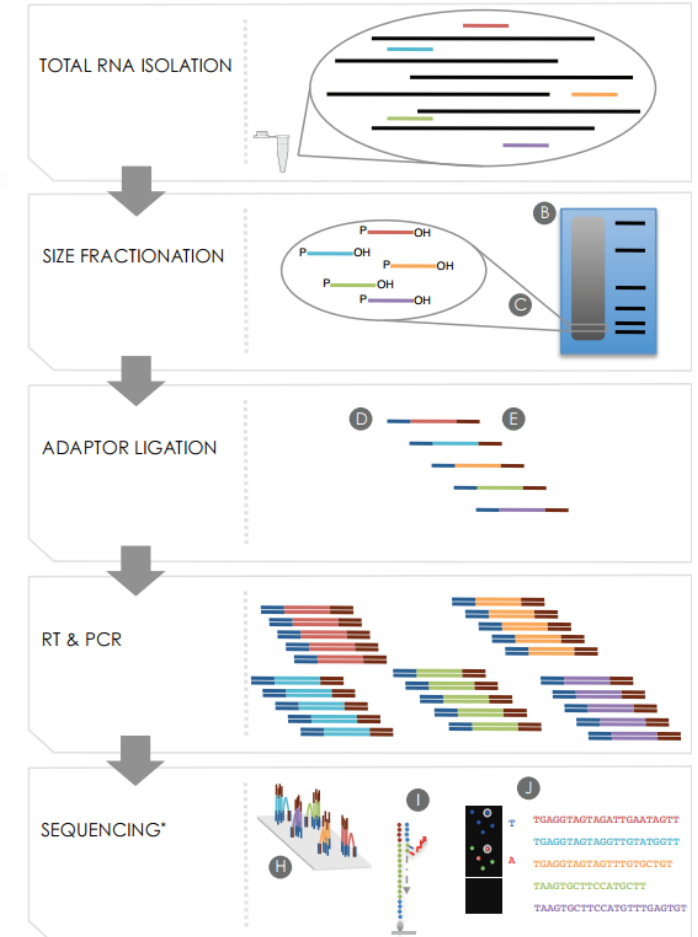 TOTAL RNA ISOLATION
SIZE FRACTIONATION
P OH
P OH
P OH
P OH
P OH
B
C
ADAPTOR LIGATION
D
E
RT & PCR
SEQUENCING*
H
I
J
T
A
TGAGGTAGTAGATTGAATAGTT
TGAGGTAGTAGGTTGTATGGTT
TGAGGTAGTAGTTTGTGCTGT
TAAGTGCTTCCATGCTT
TAAGTGCTTCCATGTTTGAGTGT